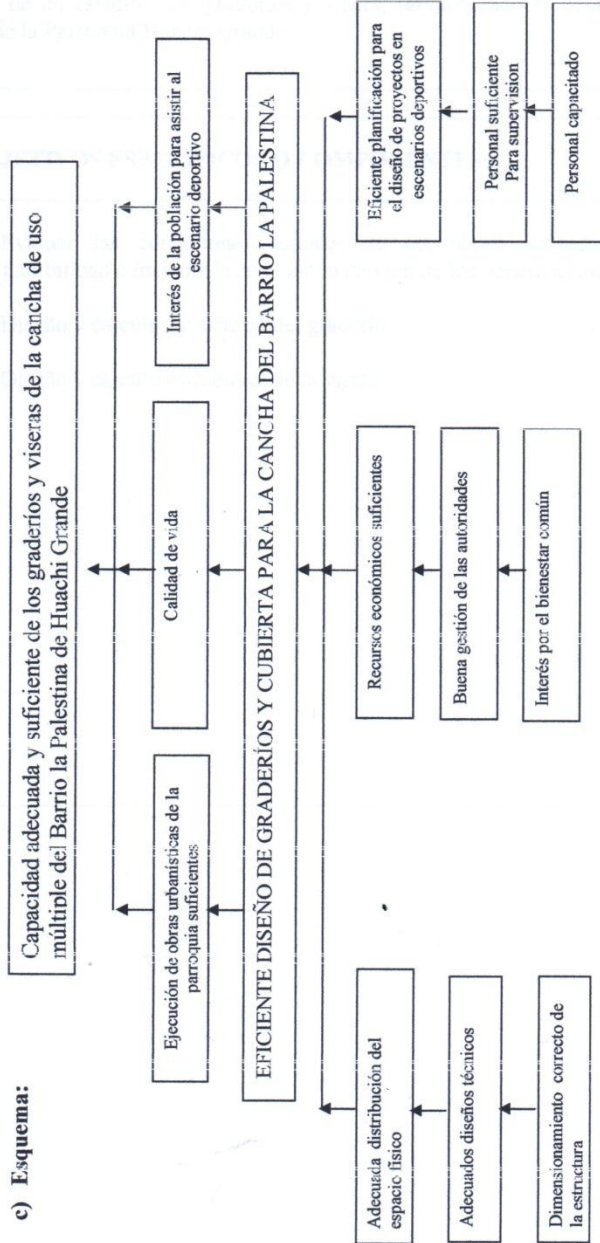 c) Esquema:
Capacidad adecuada y suficiente de los graderíos y viseras de la cancha de uso
múltiple del Barrio la Palestina de Huachi Grande
Ejecución de obras urbanísticas de la
parroquia suficientes
Calidad de vida
Interés de la población para asistir al
escenario deportivo
EFICIENTE DISEÑO DE GRADERÍOS Y CUBIERTA PARA LA CANCHA DEL BARRIO LA PALESTINA
Adecuada distribución del
espacio físico
Recursos económicos suficientes
Eficiente planificación para
el diseño de proyectos en
escenarios deportivos
Adecuados diseños técnicos
Buena gestión de las autoridades
Personal suficiente
Para supervision
Dimensionamiento correcto de
la estructura
Interés por el bienestar común
Personal capacitado